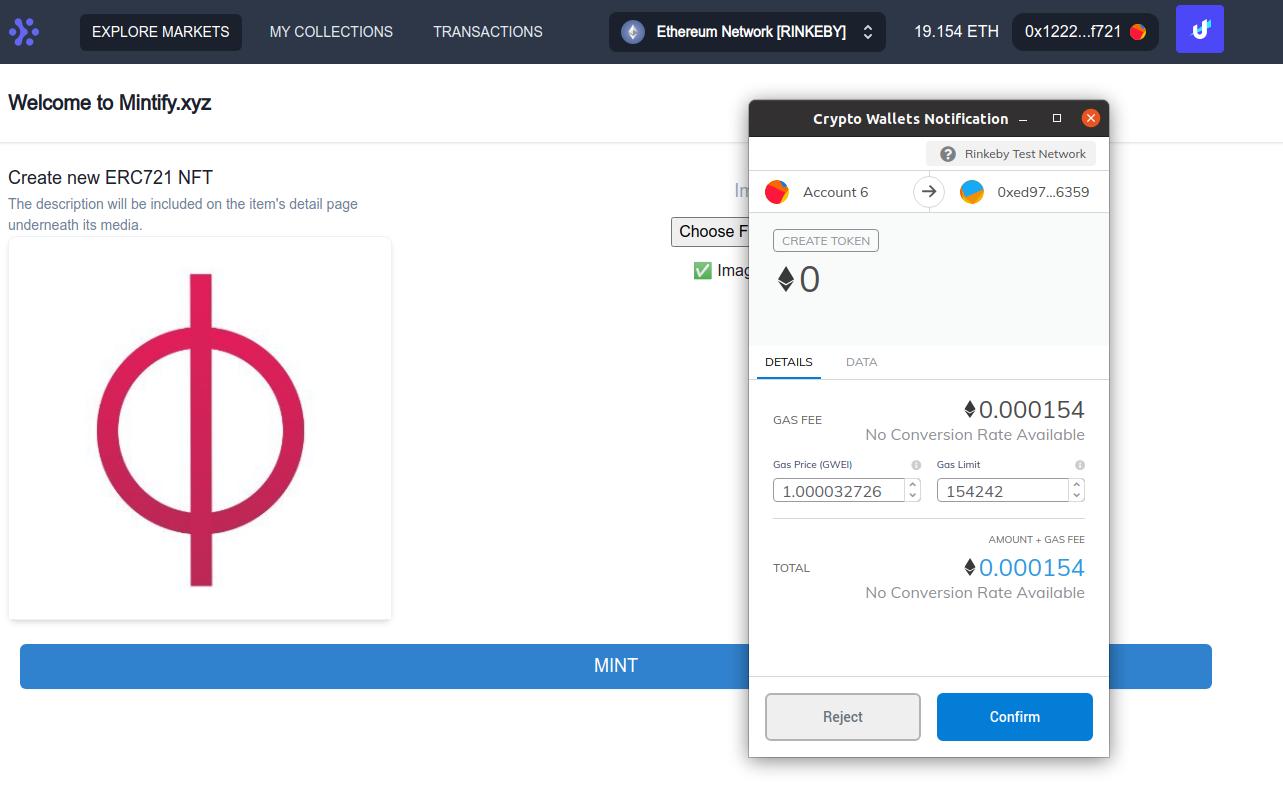 EXPLORE MARKETS
MY COLLECTIONS
TRANSACTIONS
Ethereum Network [RINKEBY]
19.154 ETH
0x1222...f721
Welcome to Mintify.xyz
Create new ERC721 NFT
The description will be included on the item's detail page
underneath its media.
Choose F
✅ Imag
MINT
Crypto Wallets Notification
Rinkeby Test Network
Account 6
0xed97...6359
CREATE TOKEN
0
DETAILS
DATA
GAS FEE
0.000154
No Conversion Rate Available
Gas Price (GWEI)
Gas Limit
1.000032726
154242
AMOUNT + GAS FEE
TOTAL
0.000154
No Conversion Rate Available
Reject
Confirm